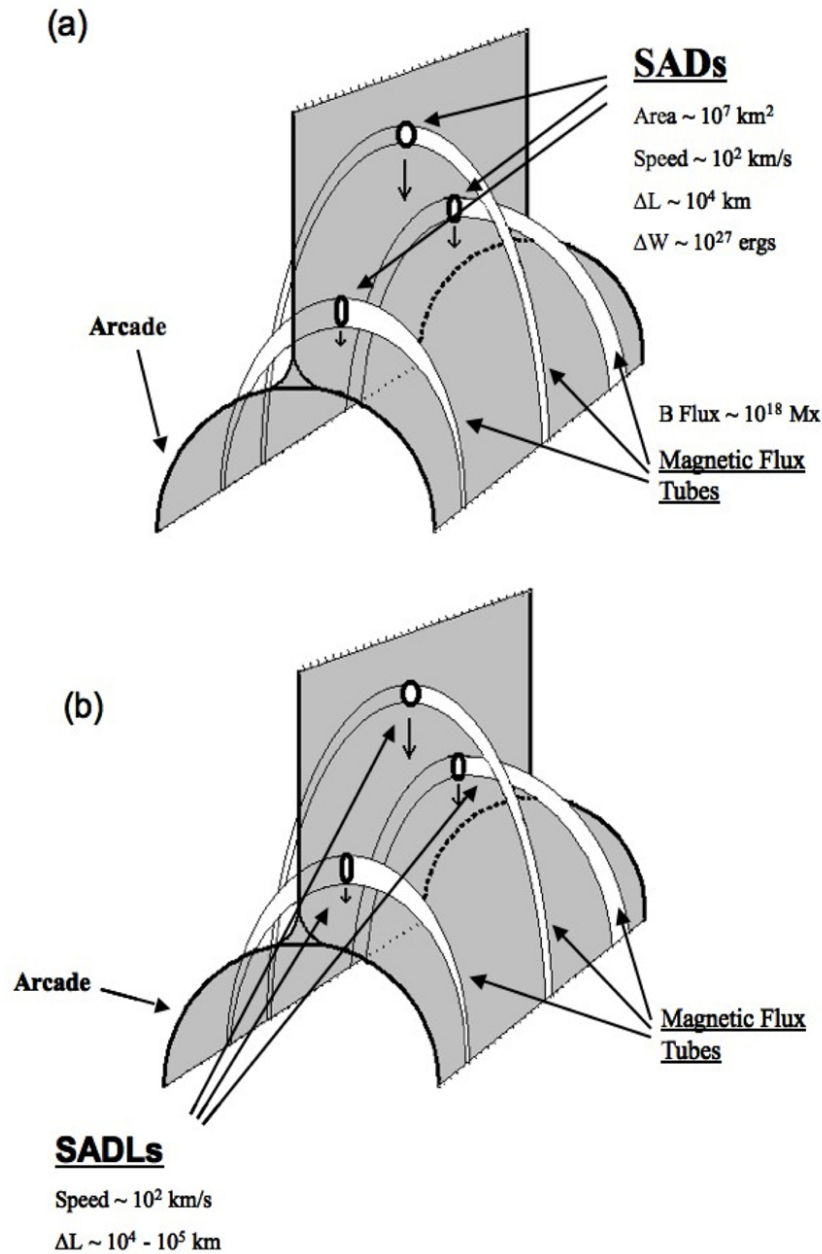 (a)
SADs
Area ~ 10⁷ km²
Speed ~ 10² km/s
ΔL ~ 10⁴ km
ΔW ~ 10²⁷ ergs
Arcade
B Flux ~ 10¹⁸ Mx
Magnetic Flux
Tubes
(b)
Arcade
Magnetic Flux
Tubes
SADLs
Speed ~ 10² km/s
ΔL ~ 10⁴ - 10⁵ km